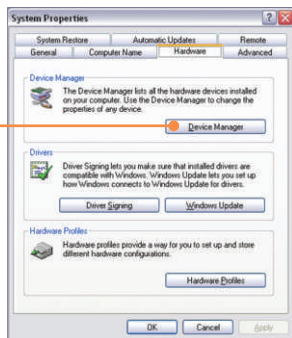 System Properties
System Restore Automatic Updates Remote
General Computer Name Hardware Advanced
Device Manager
The Device Manager lists all the hardware devices installed
on your computer. Use the Device Manager to change the
properties of any device.
Device Manager
Drivers
Driver Signing lets you make sure that installed drivers are
compatible with Windows. Windows Update lets you set up
how Windows connects to Windows Update for drivers.
Driver Signing Windows Update
Hardware Profiles
Hardware profiles provide a way for you to set up and store
different hardware configurations.
Hardware Profiles
OK Cancel Apply